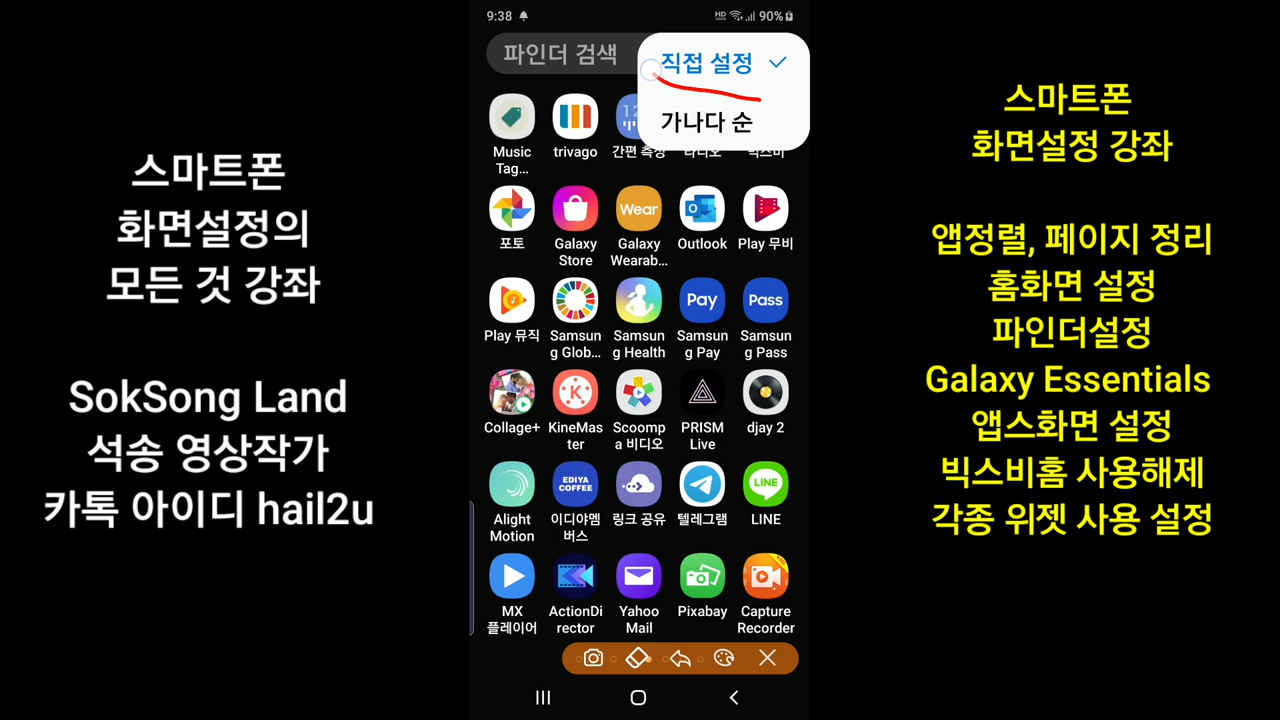 스마트폰
화면설정의
모든 것 강좌
SokSong Land
석송 영상작가
카톡 아이디 hail2u
9:38
HD VOICE
90%
파인더 검색
직접 설정
가나다 순
Music Tag...
trivago
간편 측정
라디오
빅스비
포토
Galaxy Store
Wear
Galaxy Wearab...
Outlook
Play 무비
Play 뮤직
Samsung Glob...
Samsung Health
Pay
Samsung Pay
Pass
Samsung Pass
Collage+
KineMaster
Scoompa 비디오
PRISM Live
djay 2
Alight Motion
EDIYA COFFEE
이디야멤버스
링크 공유
텔레그램
LINE
LINE
MX 플레이어
ActionDirector
Yahoo Mail
Pixabay
Capture Recorder
스마트폰
화면설정 강좌
앱정렬, 페이지 정리
홈화면 설정
파인더설정
Galaxy Essentials
앱스화면 설정
빅스비홈 사용해제
각종 위젯 사용 설정